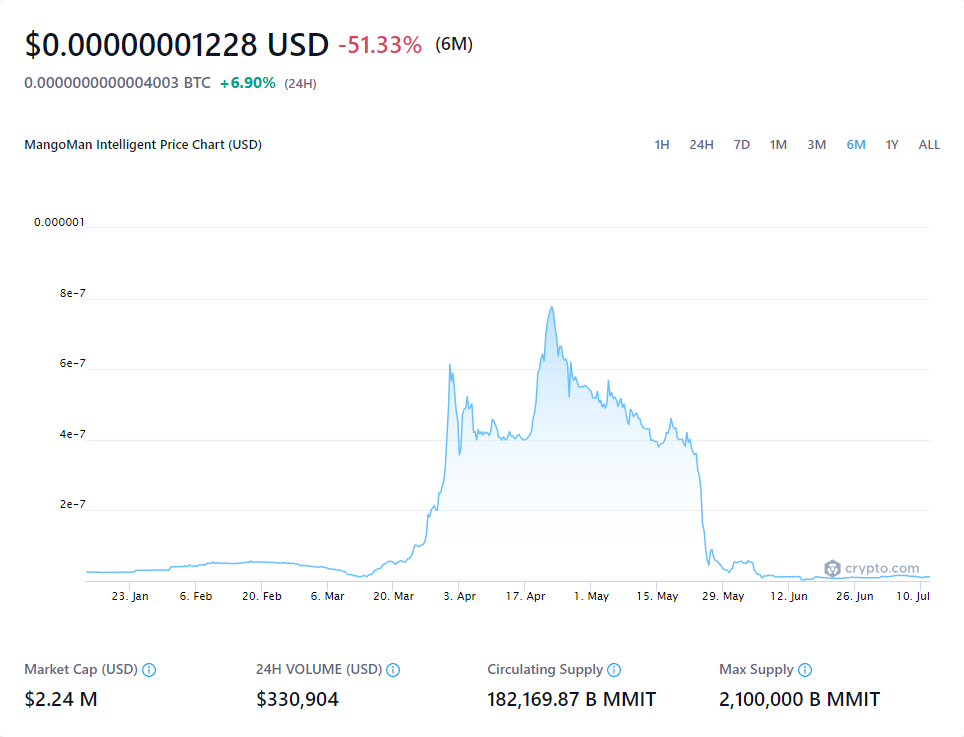 $0.00000001228 USD -51.33% (6M)
0.0000000000004003 BTC +6.90% (24H)
MangoMan Intelligent Price Chart (USD) 1H 24H 7D 1M 3M 6M 1Y ALL
0.000001
8e-7
6e-7
4e-7
2e-7
crypto.com
23. Jan 6. Feb 20. Feb 6. Mar 20. Mar 3. Apr 17. Apr 1. May 15. May 29. May 12. Jun 26. Jun 10. Jul
Market Cap (USD) 24H VOLUME (USD) Circulating Supply Max Supply
$2.24 M $330,904 182,169.87 B MMIT 2,100,000 B MMIT